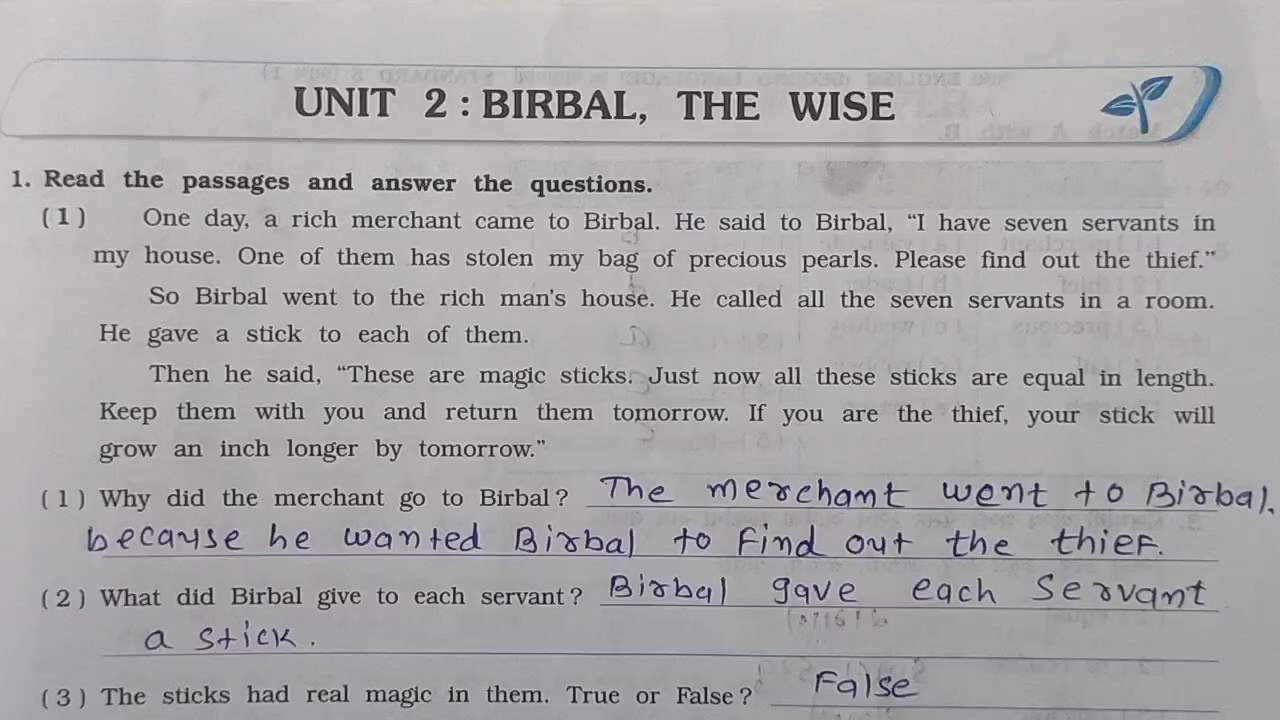 UNIT 2 : BIRBAL, THE WISE
1. Read the passages and answer the questions.
(1) One day, a rich merchant came to Birbal. He said to Birbal, “I have seven servants in
my house. One of them has stolen my bag of precious pearls. Please find out the thief.”
So Birbal went to the rich man's house. He called all the seven servants in a room.
He gave a stick to each of them.
Then he said, “These are magic sticks. Just now all these sticks are equal in length.
Keep them with you and return them tomorrow. If you are the thief, your stick will
grow an inch longer by tomorrow.”
(1) Why did the merchant go to Birbal? The merchant went to Birbal.
because he wanted Birbal to find out the thief.
(2) What did Birbal give to each servant? Birbal gave each servant
a stick.
(3) The sticks had real magic in them. True or False? False